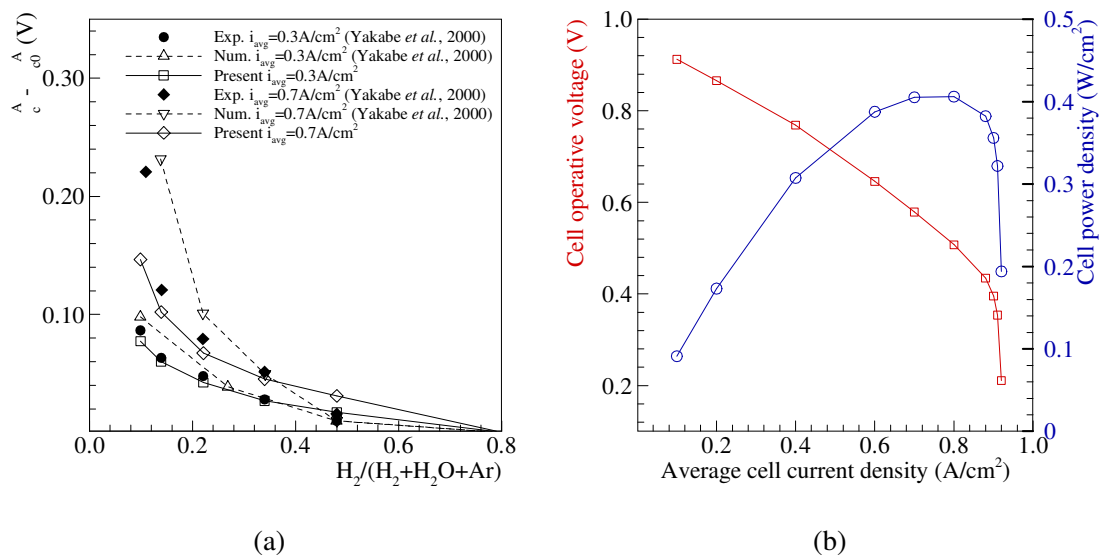 A c - A c0 (V)
0.30
0.20
0.10
Exp. i_avg=0.3A/cm² (Yakabe et al., 2000)
Num. i_avg=0.3A/cm² (Yakabe et al., 2000)
Present i_avg=0.3A/cm²
Exp. i_avg=0.7A/cm² (Yakabe et al., 2000)
Num. i_avg=0.7A/cm² (Yakabe et al., 2000)
Present i_avg=0.7A/cm²
0.0 0.2 0.4 0.6 0.8
H₂/(H₂+H₂O+Ar)
(a)
Cell operative voltage (V)
1.0
0.8
0.6
0.4
0.2
0.2 0.4 0.6 0.8 1.0
Average cell current density (A/cm²)
0.5
0.4
0.3
0.2
0.1
0
Cell power density (W/cm²)
(b)